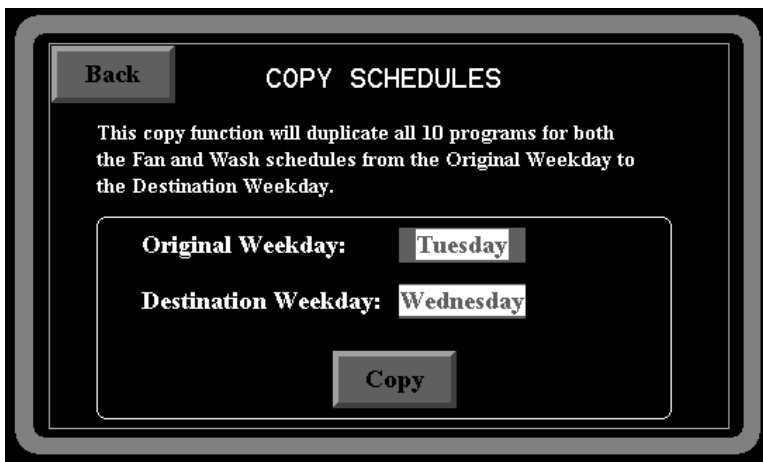 Back
COPY SCHEDULES
This copy function will duplicate all 10 programs for both
the Fan and Wash schedules from the Original Weekday to
the Destination Weekday.
Original Weekday: Tuesday
Destination Weekday: Wednesday
Copy